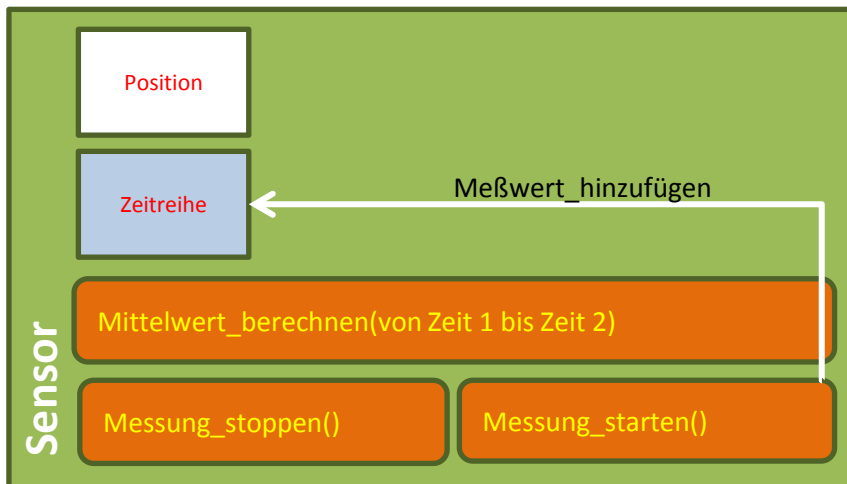 Position
Zeitreihe
Meßwert_hinzufügen
Mittelwert_berechnen(von Zeit 1 bis Zeit 2)
Messung_stoppen()
Messung_starten()
Sensor